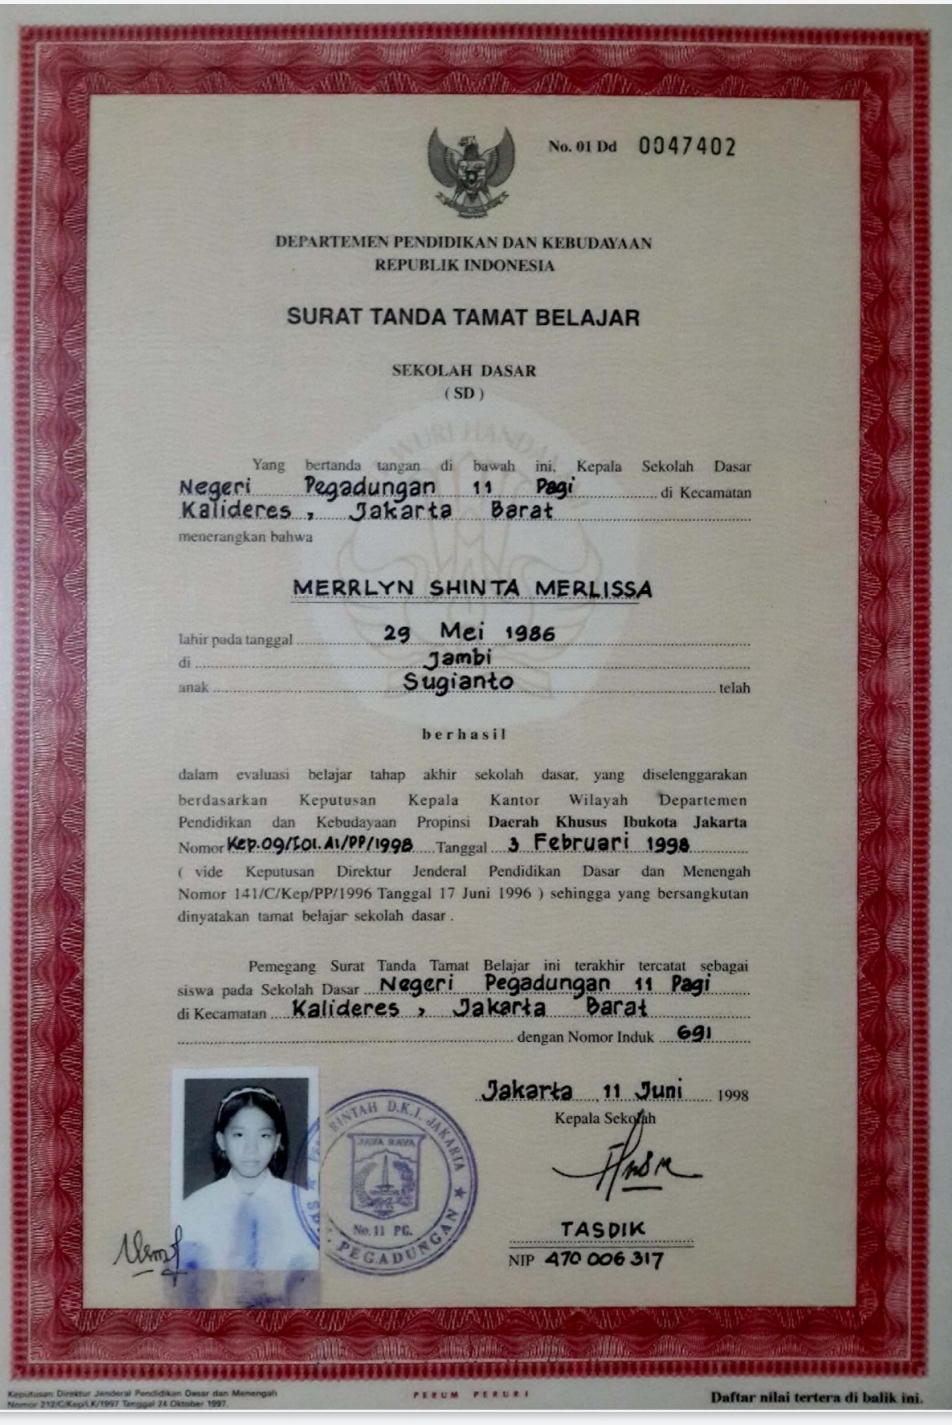 No. 01 Dd 0047402
DEPARTEMEN PENDIDIKAN DAN KEBUDAYAAN
REPUBLIK INDONESIA
SURAT TANDA TAMAT BELAJAR
SEKOLAH DASAR
( SD )
Yang bertanda tangan di bawah ini, Kepala Sekolah Dasar
Negeri Pegadungan 11 Pagi di Kecamatan
Kalideres, Jakarta Barat
menerangkan bahwa
MERRLYN SHINTA MERLISSA
lahir pada tanggal 29 Mei 1986
di Jambi
anak Sugianto telah
berhasil
dalam evaluasi belajar tahap akhir sekolah dasar, yang diselenggarakan
berdasarkan Keputusan Kepala Kantor Wilayah Departemen
Pendidikan dan Kebudayaan Propinsi Daerah Khusus Ibukota Jakarta
Nomor Kep.09/I01.A1/PP/1998 Tanggal 3 Februari 1998
( vide Keputusan Direktur Jenderal Pendidikan Dasar dan Menengah
Nomor 141/C/Kep/PP/1996 Tanggal 17 Juni 1996 ) sehingga yang bersangkutan
dinyatakan tamat belajar sekolah dasar .
Pemegang Surat Tanda Tamat Belajar ini terakhir tercatat sebagai
siswa pada Sekolah Dasar Negeri Pegadungan 11 Pagi
di Kecamatan Kalideres, Jakarta Barat
dengan Nomor Induk 691
Jakarta, 11 Juni 1998
Kepala Sekolah
D.K.I. JAKARTA
JAYA RAYA
No. 11 PG.
PEGADUNGAN
TASDIK
NIP 470 006 317
Keputusan Direktur Jenderal Pendidikan Dasar dan Menengah
Nomor 212/C/Kep/LK/1997 Tanggal 24 Oktober 1997.
PERUM PERURI
Daftar nilai tertera di balik ini.